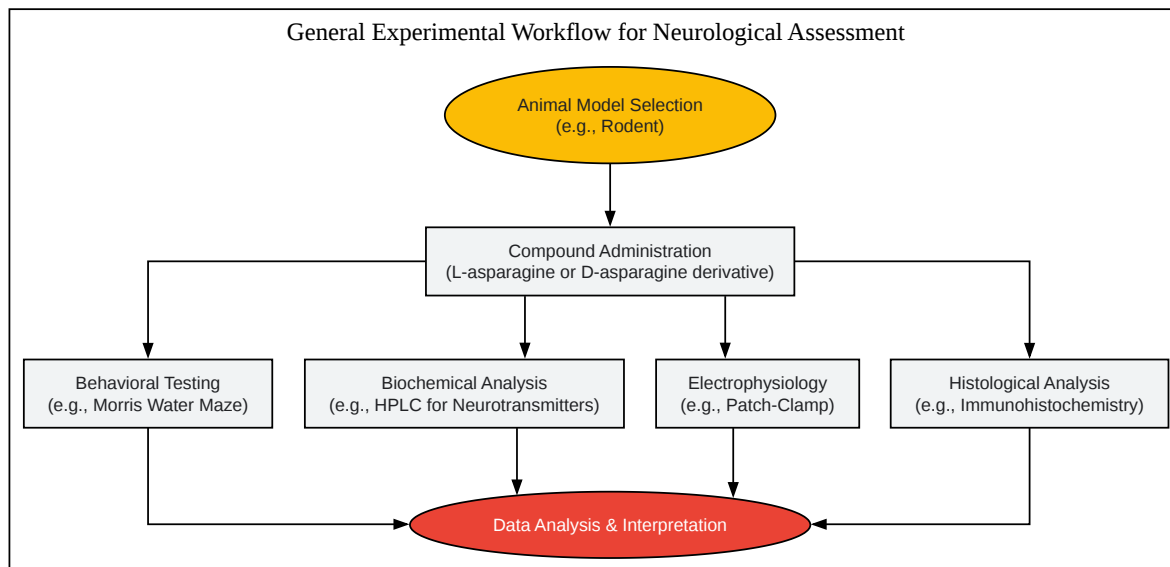 General Experimental Workflow for Neurological Assessment
Animal Model Selection
(e.g., Rodent)
Compound Administration
(L-asparagine or D-asparagine derivative)
Behavioral Testing
(e.g., Morris Water Maze)
Biochemical Analysis
(e.g., HPLC for Neurotransmitters)
Electrophysiology
(e.g., Patch-Clamp)
Histological Analysis
(e.g., Immunohistochemistry)
Data Analysis & Interpretation